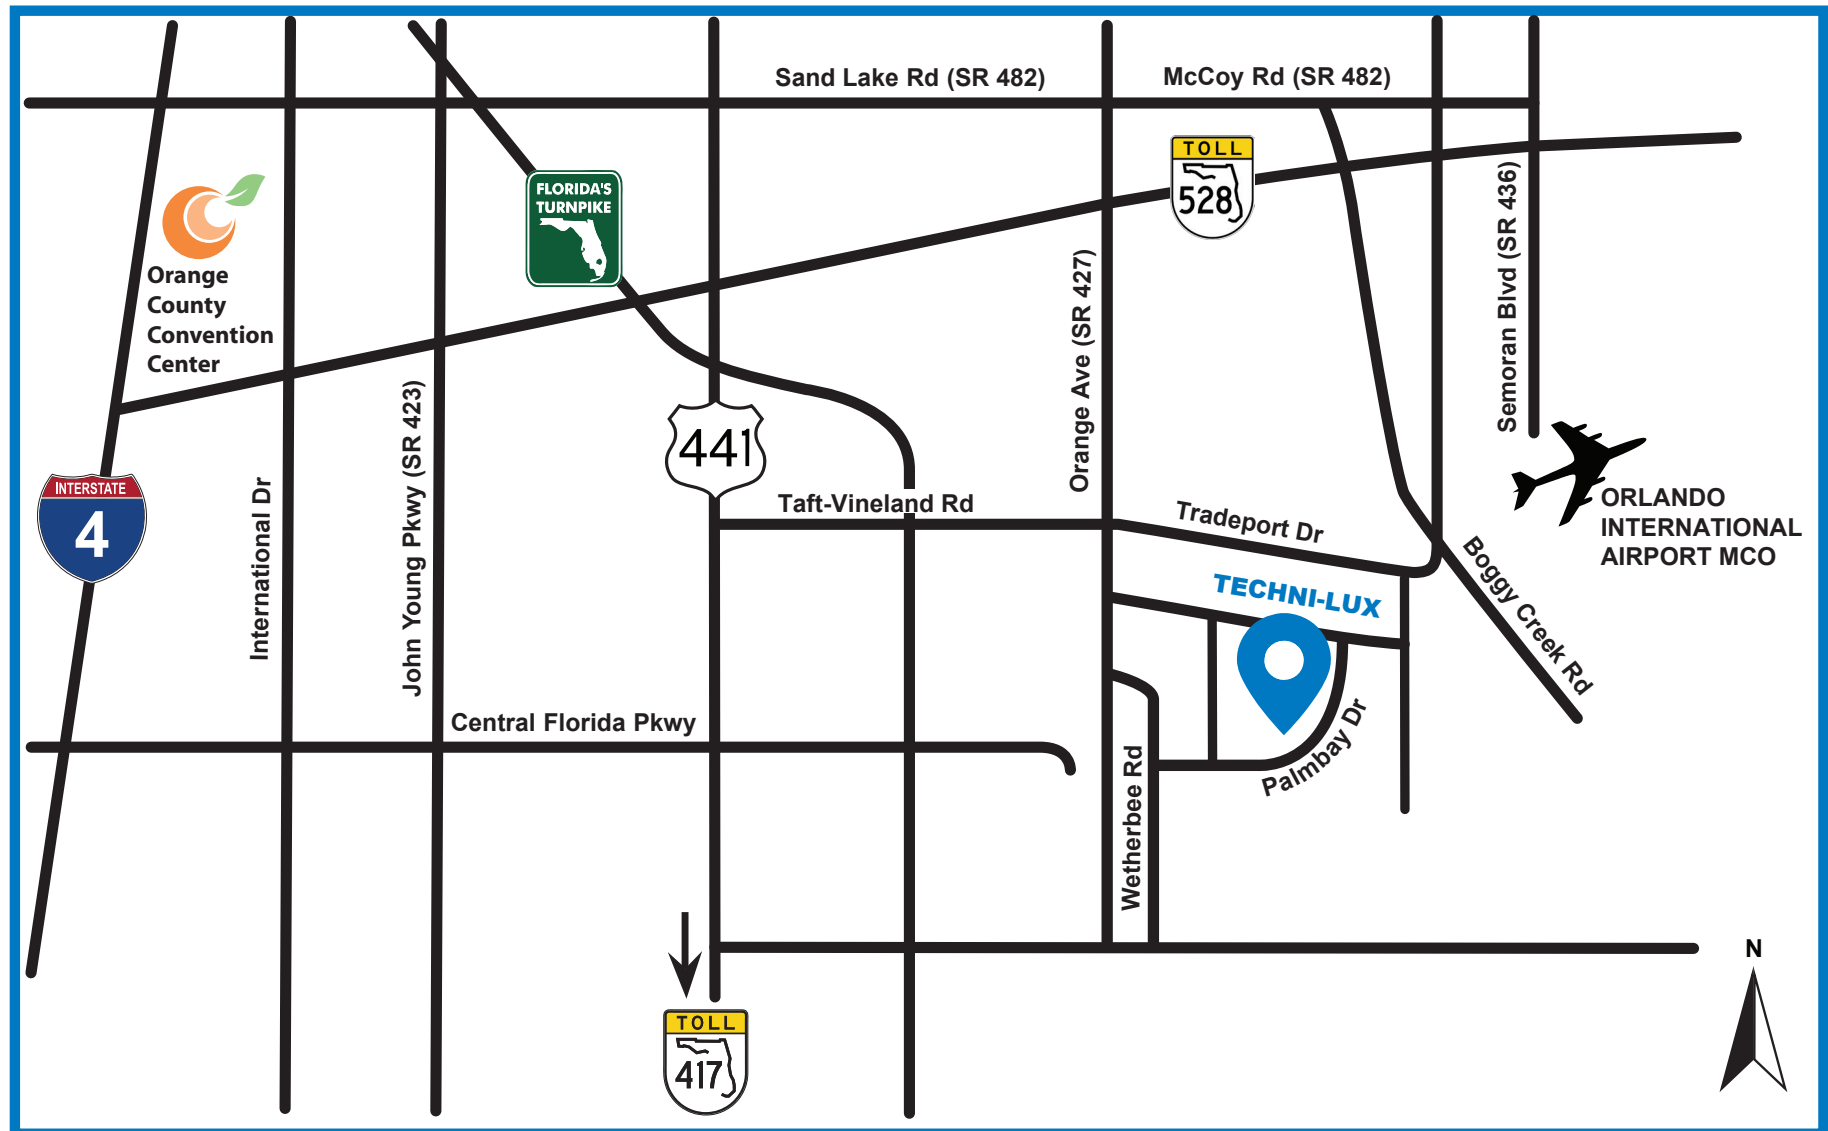 Sand Lake Rd (SR 482)
McCoy Rd (SR 482)
TOLL
528
FLORIDA'S
TURNPIKE
Orange
County
Convention
Center
Semoran Blvd (SR 436)
Orange Ave (SR 427)
John Young Pkwy (SR 423)
441
INTERSTATE
4
International Dr
Taft-Vineland Rd
Tradeport Dr
ORLANDO
INTERNATIONAL
AIRPORT MCO
TECHNI-LUX
Boggy Creek Rd
Central Florida Pkwy
Palmbay Dr
Wetherbee Rd
N
TOLL
417